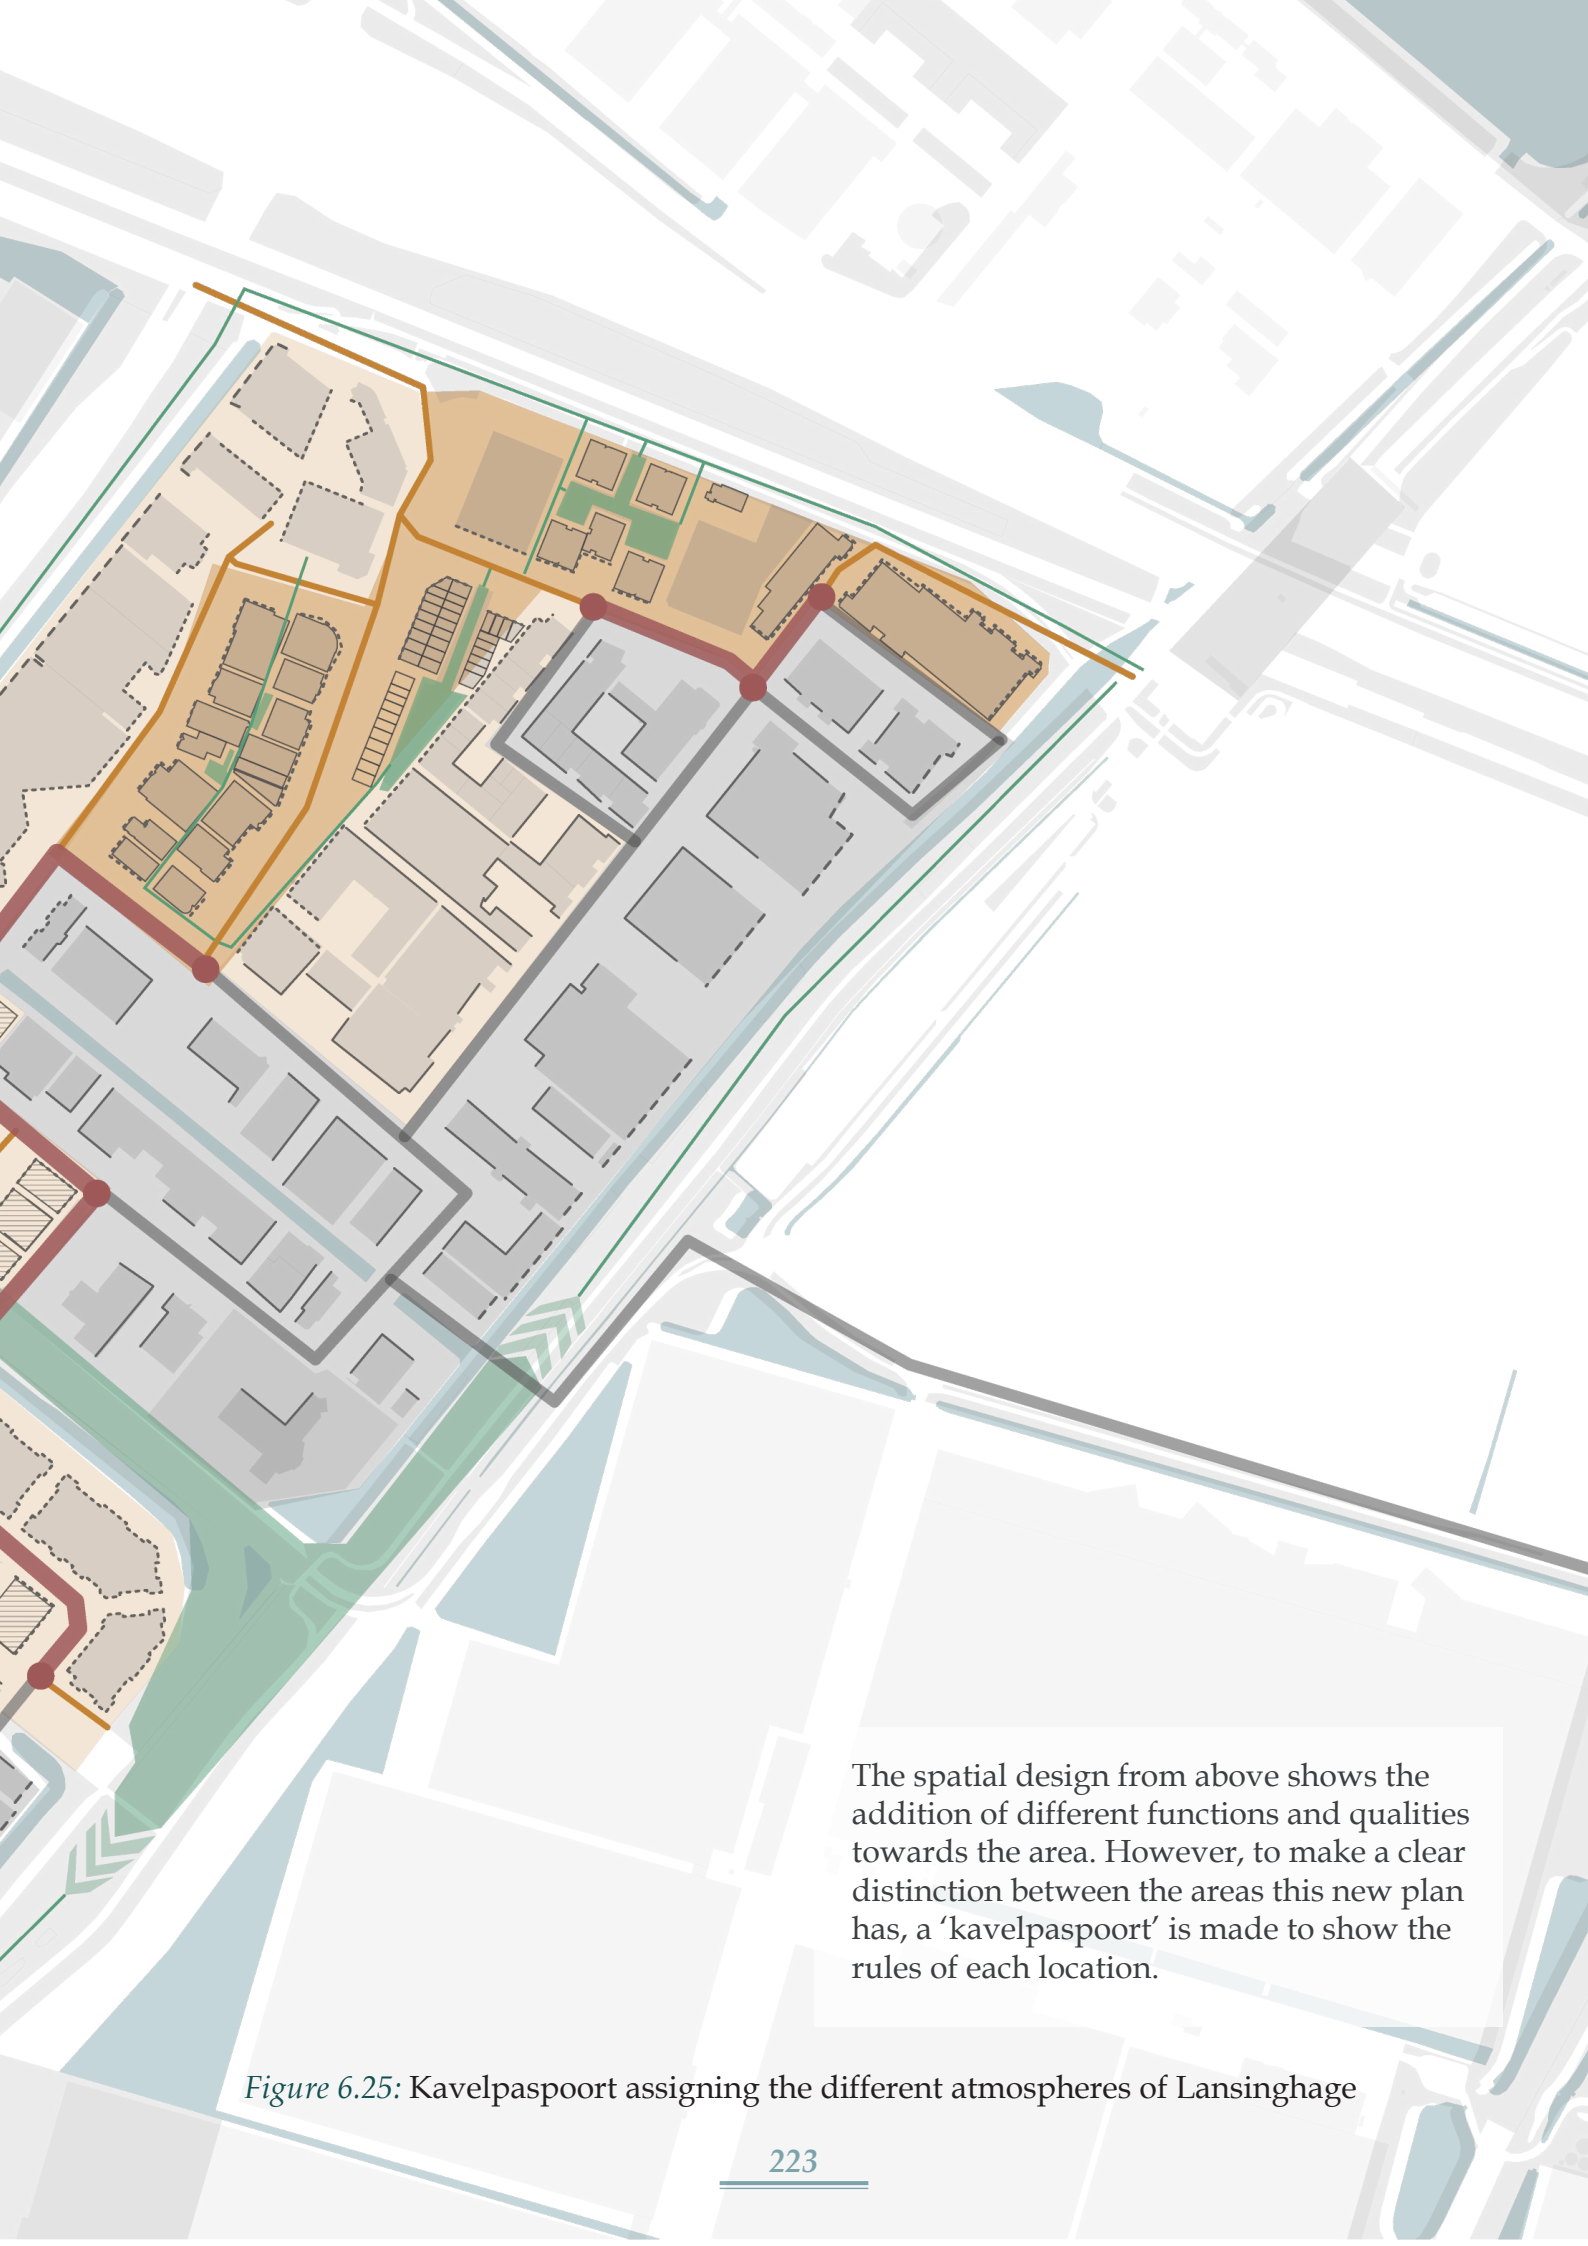 The spatial design from above shows the
addition of different functions and qualities
towards the area. However, to make a clear
distinction between the areas this new plan
has, a ‘kavelpaspoort’ is made to show the
rules of each location.
Figure 6.25: Kavelpaspoort assigning the different atmospheres of Lansinghage
223